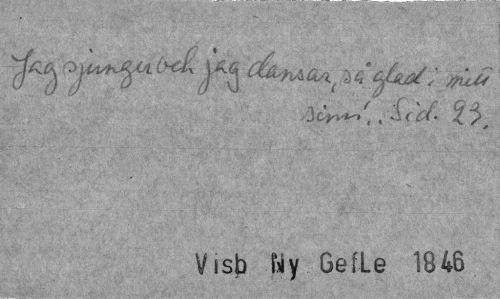 Jag sjunger och jag dansar, så glad i mitt
sinn'.. Sid. 23.
Visb Ny Gefle 1846